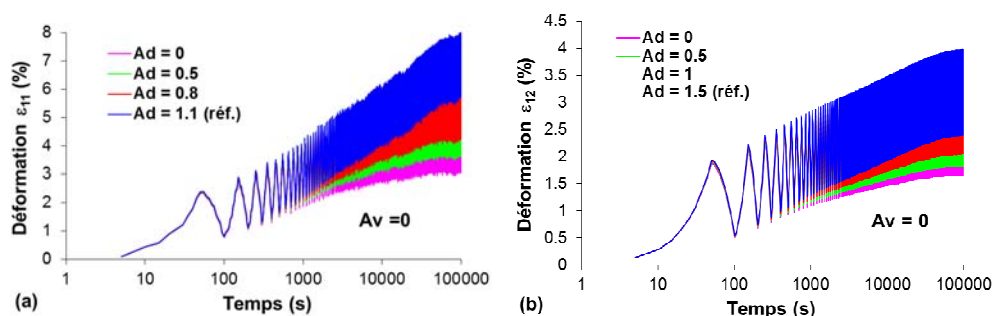 Déformation ε11 (%)
8
7
6
5
4
3
2
1
0
Ad = 0
Ad = 0.5
Ad = 0.8
Ad = 1.1 (réf.)
Av =0
1 10 100 1000 10000 100000
(a) Temps (s)
Déformation ε12 (%)
4.5
4
3.5
3
2.5
2
1.5
1
0.5
0
Ad = 0
Ad = 0.5
Ad = 1
Ad = 1.5 (réf.)
Av = 0
1 10 100 1000 10000 100000
(b) Temps (s)